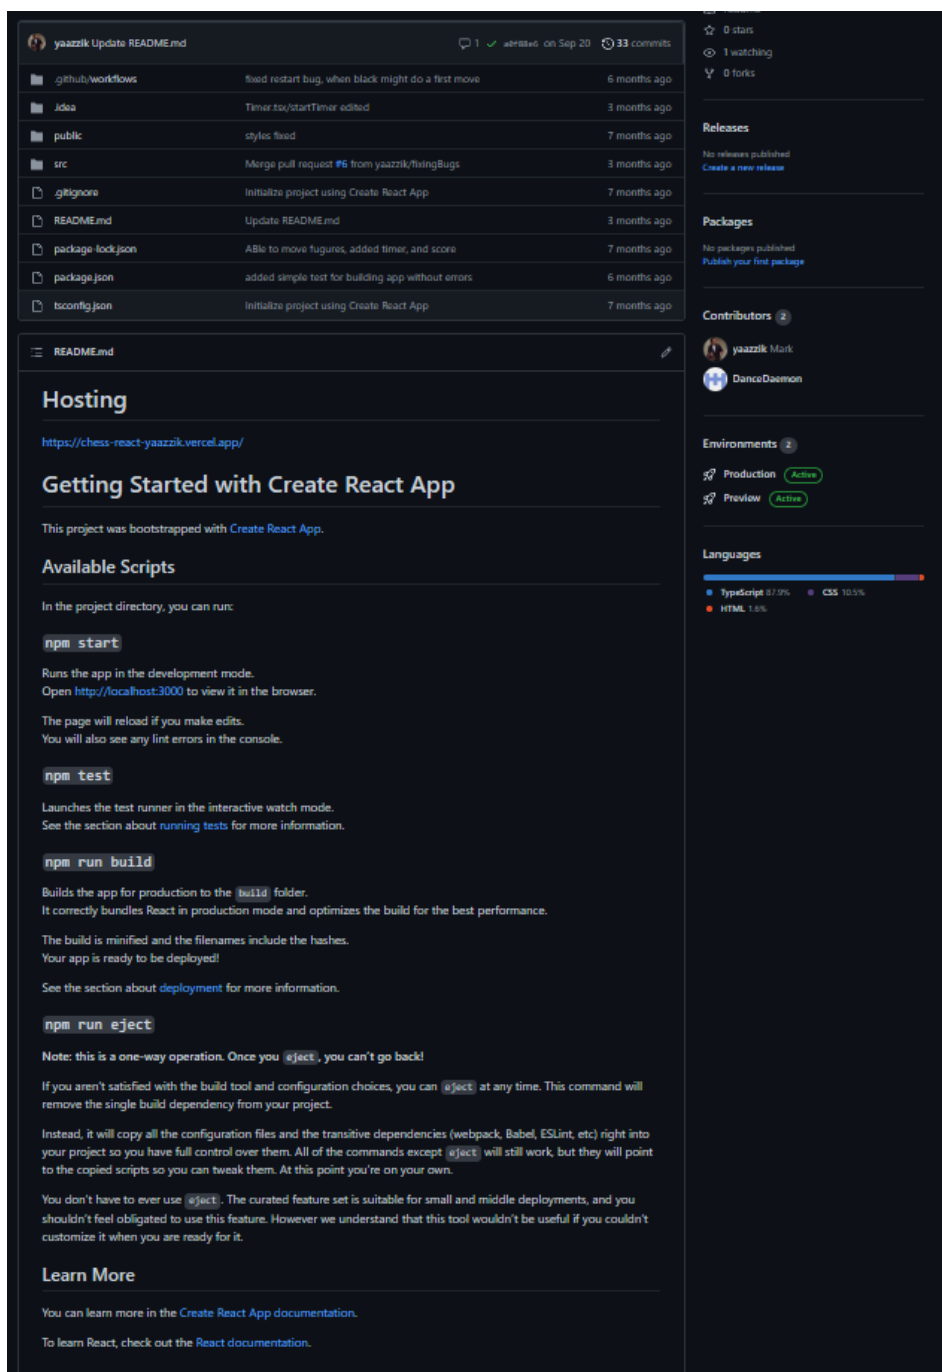 yaazzik Update README.md
1
on Sep 20
33 commits
.github/workflows fixed restart bug, when black might do a first move 6 months ago
.idea Timer.tsx/startTimer edited 3 months ago
public styles fixed 7 months ago
src Merge pull request #6 from yaazzik/fixingBugs 3 months ago
.gitignore Initialize project using Create React App 7 months ago
README.md Update README.md 3 months ago
package-lock.json ABle to move fugures, added timer, and score 7 months ago
package.json added simple test for building app without errors 6 months ago
tsconfig.json Initialize project using Create React App 7 months ago
README.md
Hosting
https://chess-react-yaazzik.vercel.app/
Getting Started with Create React App
This project was bootstrapped with Create React App.
Available Scripts
In the project directory, you can run:
npm start
Runs the app in the development mode.
Open http://localhost:3000 to view it in the browser.
The page will reload if you make edits.
You will also see any lint errors in the console.
npm test
Launches the test runner in the interactive watch mode.
See the section about running tests for more information.
npm run build
Builds the app for production to the build folder.
It correctly bundles React in production mode and optimizes the build for the best performance.
The build is minified and the filenames include the hashes.
Your app is ready to be deployed!
See the section about deployment for more information.
npm run eject
Note: this is a one-way operation. Once you eject, you can't go back!
If you aren't satisfied with the build tool and configuration choices, you can eject at any time. This command will
remove the single build dependency from your project.
Instead, it will copy all the configuration files and the transitive dependencies (webpack, Babel, ESLint, etc) right into
your project so you have full control over them. All of the commands except eject will still work, but they will point
to the copied scripts so you can tweak them. At this point you're on your own.
You don't have to ever use eject. The curated feature set is suitable for small and middle deployments, and you
shouldn't feel obligated to use this feature. However we understand that this tool wouldn't be useful if you couldn't
customize it when you are ready for it.
Learn More
You can learn more in the Create React App documentation.
To learn React, check out the React documentation.
0 stars
1 watching
0 forks
Releases
No releases published
Create a new release
Packages
No packages published
Publish your first package
Contributors 2
yaazzik Mark
DanceDaemon
Environments 2
Production Active
Preview Active
Languages
TypeScript 87.9% CSS 10.5%
HTML 1.6%